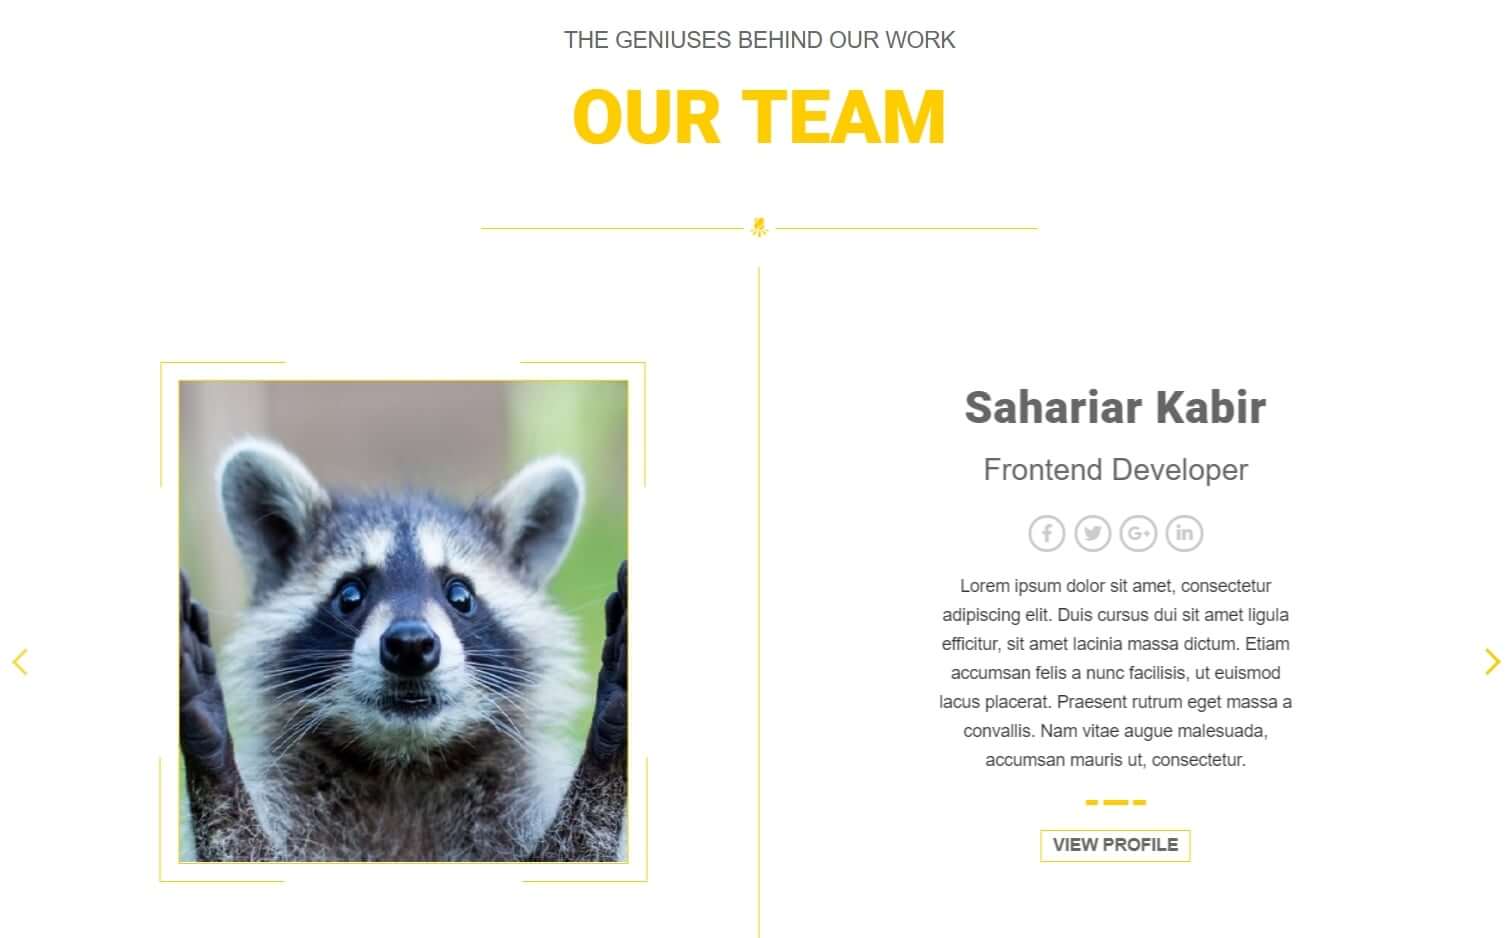 THE GENIUSES BEHIND OUR WORK
OUR TEAM
Sahariar Kabir
Frontend Developer
Lorem ipsum dolor sit amet, consectetur
adipiscing elit. Duis cursus dui sit amet ligula
efficitur, sit amet lacinia massa dictum. Etiam
accumsan felis a nunc facilisis, ut euismod
lacus placerat. Praesent rutrum eget massa a
convallis. Nam vitae augue malesuada,
accumsan mauris ut, consectetur.
VIEW PROFILE